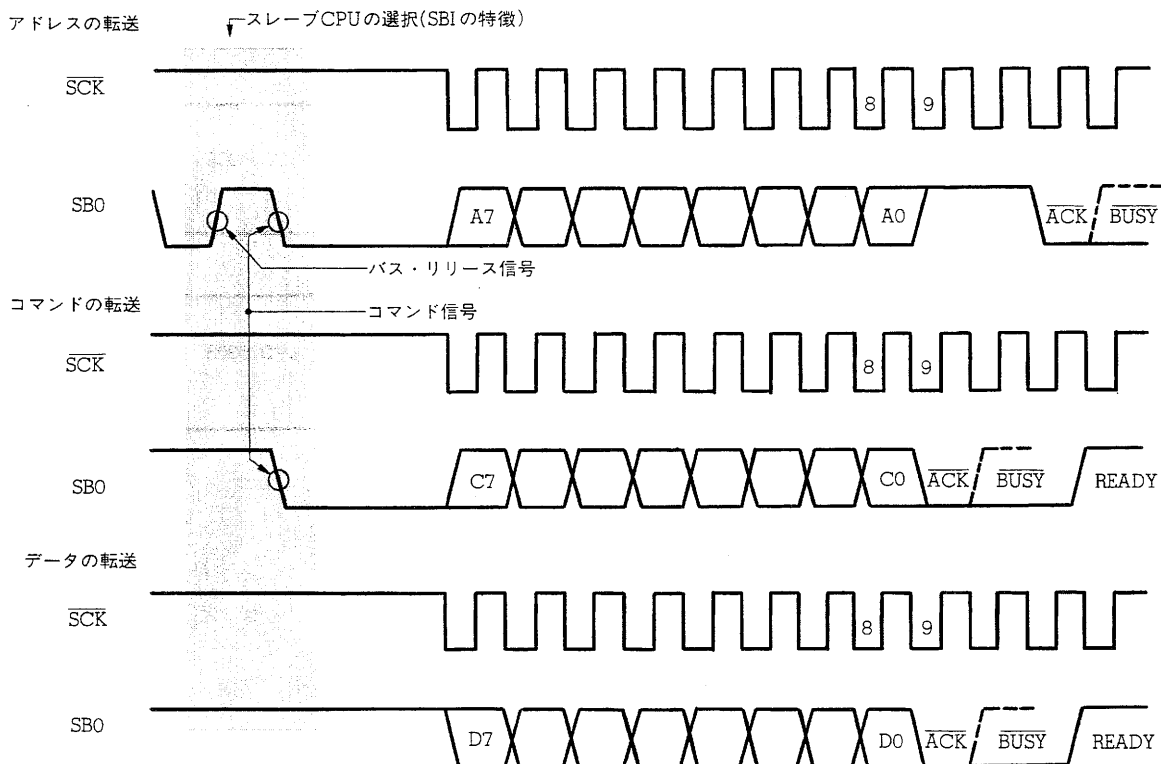 アドレスの転送
スレーブCPUの選択(SBIの特徴)
SCK
8 9
SB0
A7 A0 ACK BUSY
バス・リリース信号
コマンドの転送
コマンド信号
SCK
8 9
SB0
C7 C0 ACK BUSY READY
データの転送
SCK
8 9
SB0
D7 D0 ACK BUSY READY